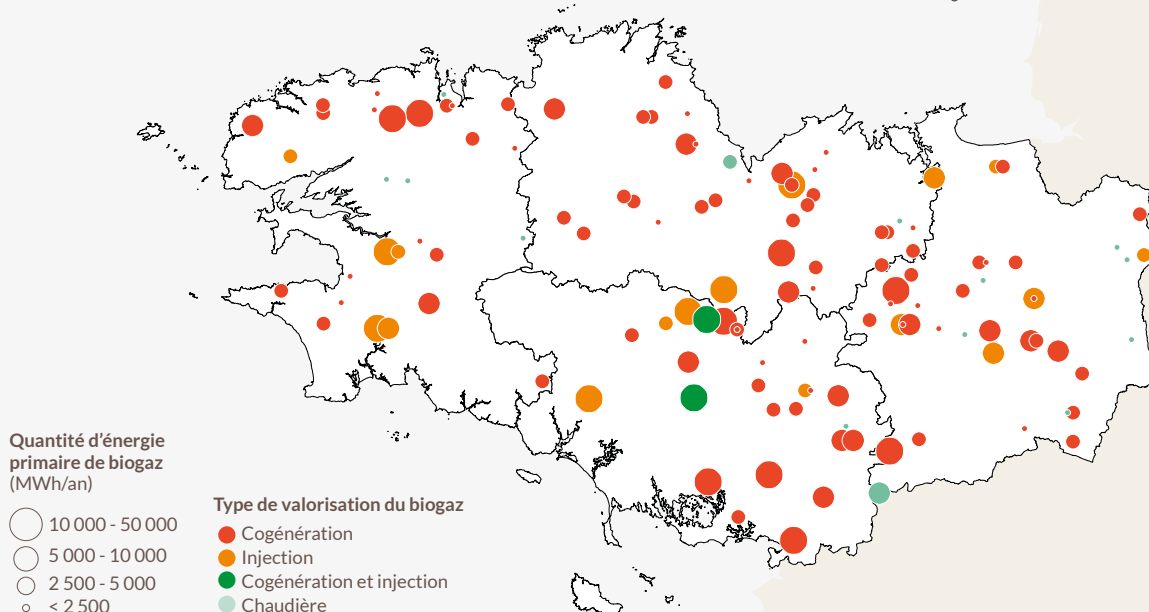 Quantité d'énergie
primaire de biogaz
(MWh/an)
10 000 - 50 000
5 000 - 10 000
2 500 - 5 000
< 2 500
Type de valorisation du biogaz
Cogénération
Injection
Cogénération et injection
Chaudière